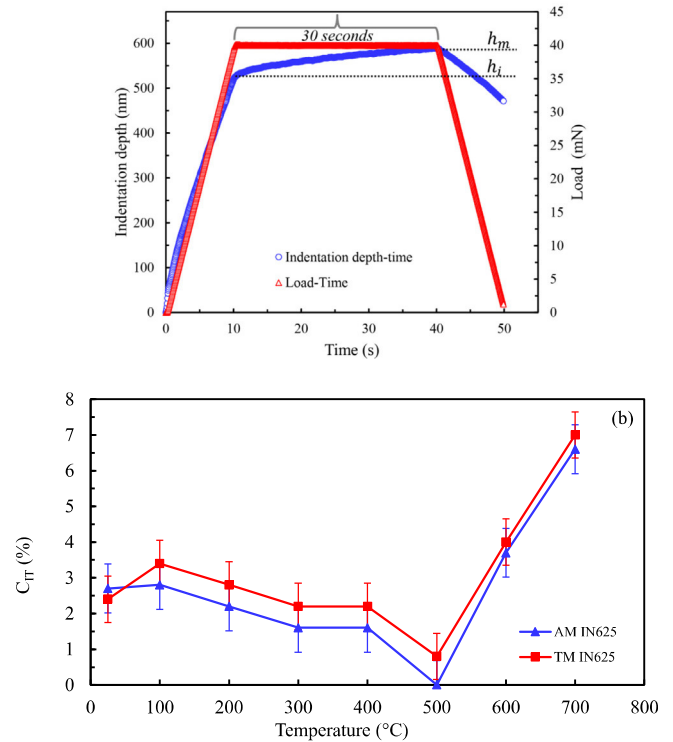 30 seconds
600
500
400
300
200
100
0
Indentation depth (nm)
h_m
h_i
45
40
35
30
25
20
15
10
5
0
Load (mN)
Indentation depth-time
Load-Time
0 10 20 30 40 50
Time (s)
(b)
8
7
6
5
4
3
2
1
0
C_IT (%)
AM IN625
TM IN625
0 100 200 300 400 500 600 700 800
Temperature (°C)